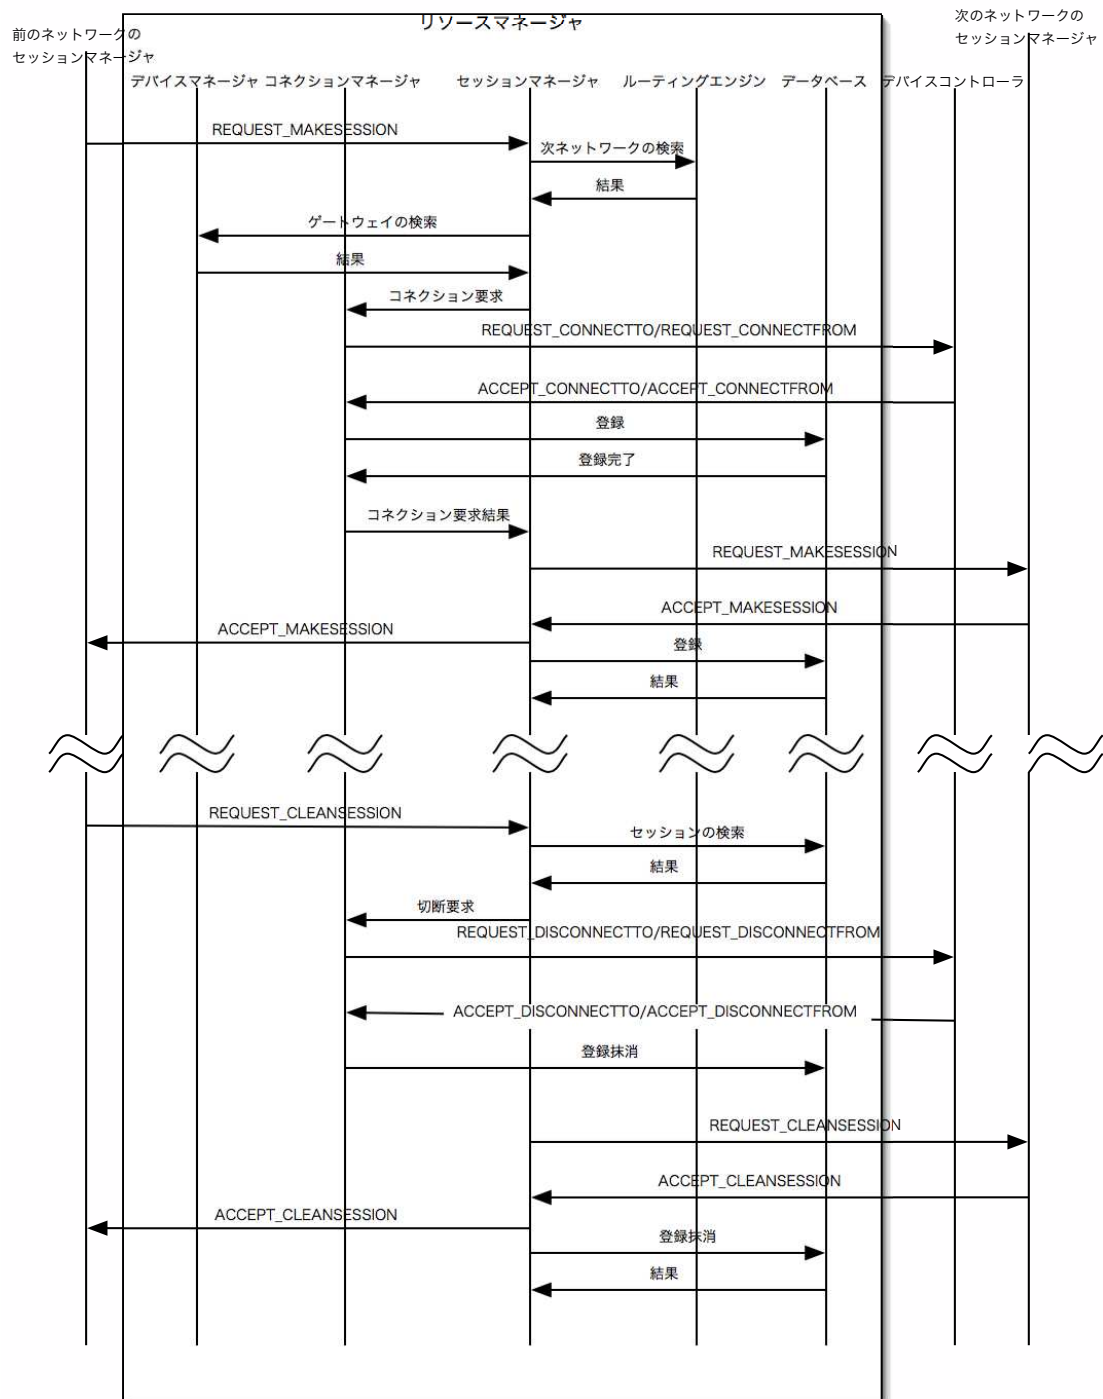 リソースマネージャ
前のネットワークの
セッションマネージャ
次のネットワークの
セッションマネージャ
デバイスマネージャ
コネクションマネージャ
セッションマネージャ
ルーティングエンジン
データベース
デバイスコントローラ
REQUEST_MAKESESSION
次ネットワークの検索
結果
ゲートウェイの検索
結果
コネクション要求
REQUEST_CONNECTTO/REQUEST_CONNECTFROM
ACCEPT_CONNECTTO/ACCEPT_CONNECTFROM
登録
登録完了
コネクション要求結果
REQUEST_MAKESESSION
ACCEPT_MAKESESSION
ACCEPT_MAKESESSION
登録
結果
REQUEST_CLEANSESSION
セッションの検索
結果
切断要求
REQUEST_DISCONNECTTO/REQUEST_DISCONNECTFROM
ACCEPT_DISCONNECTTO/ACCEPT_DISCONNECTFROM
登録抹消
REQUEST_CLEANSESSION
ACCEPT_CLEANSESSION
ACCEPT_CLEANSESSION
登録抹消
結果